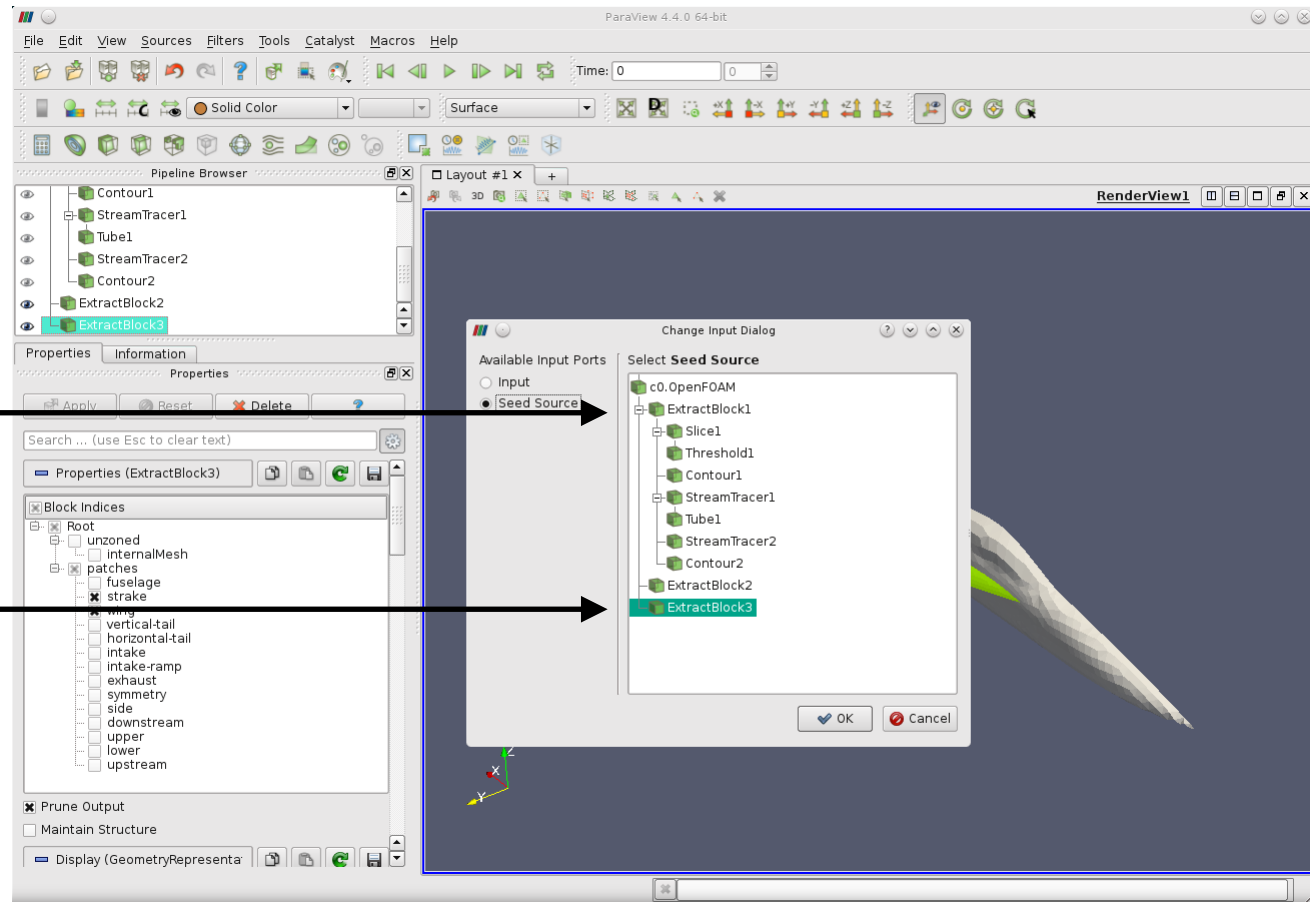 ParaView 4.4.0 64-bit
File Edit View Sources Filters Tools Catalyst Macros Help
Time: 0 0
Solid Color Surface
Pipeline Browser
Contour1
StreamTracer1
Tube1
StreamTracer2
Contour2
ExtractBlock2
ExtractBlock3
Properties Information
Properties
Apply Reset Delete ?
Search ... (use Esc to clear text)
Properties (ExtractBlock3)
Block Indices
Root
unzoned
internalMesh
patches
fuselage
strake
wing
vertical-tail
horizontal-tail
intake
intake-ramp
exhaust
symmetry
side
downstream
upper
lower
upstream
Prune Output
Maintain Structure
Display (GeometryRepresenta
Layout #1 +
3D
RenderView1
Change Input Dialog
Available Input Ports
Input
Seed Source
Select Seed Source
c0.OpenFOAM
ExtractBlock1
Slice1
Threshold1
Contour1
StreamTracer1
Tube1
StreamTracer2
Contour2
ExtractBlock2
ExtractBlock3
OK Cancel
Z
X
Y